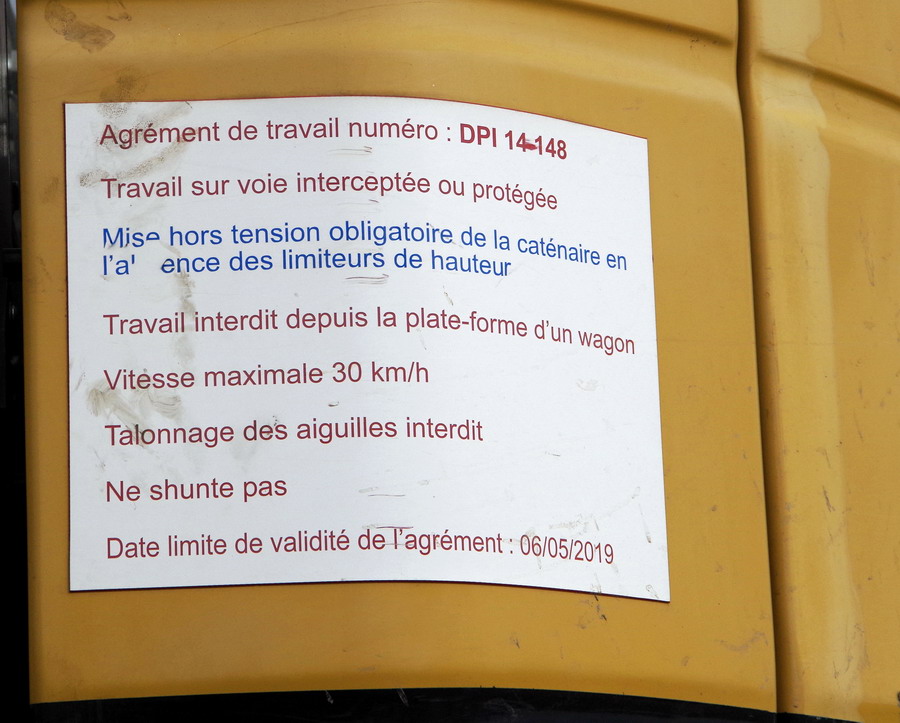 Agrément de travail numéro : DPI 14-148
Travail sur voie interceptée ou protégée
Mise hors tension obligatoire de la caténaire en
l'a ence des limiteurs de hauteur
Travail interdit depuis la plate-forme d'un wagon
Vitesse maximale 30 km/h
Talonnage des aiguilles interdit
Ne shunte pas
Date limite de validité de l'agrément : 06/05/2019